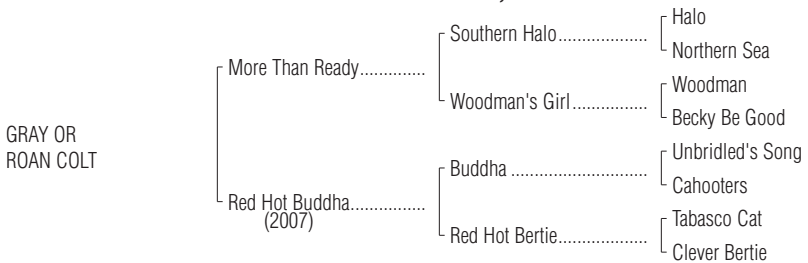 Halo
Southern Halo....................
Northern Sea
More Than Ready..............
Woodman
Woodman's Girl.................
Becky Be Good
GRAY OR
ROAN COLT
Unbridled's Song
Buddha ..............................
Cahooters
Red Hot Buddha................
(2007)
Tabasco Cat
Red Hot Bertie....................
Clever Bertie